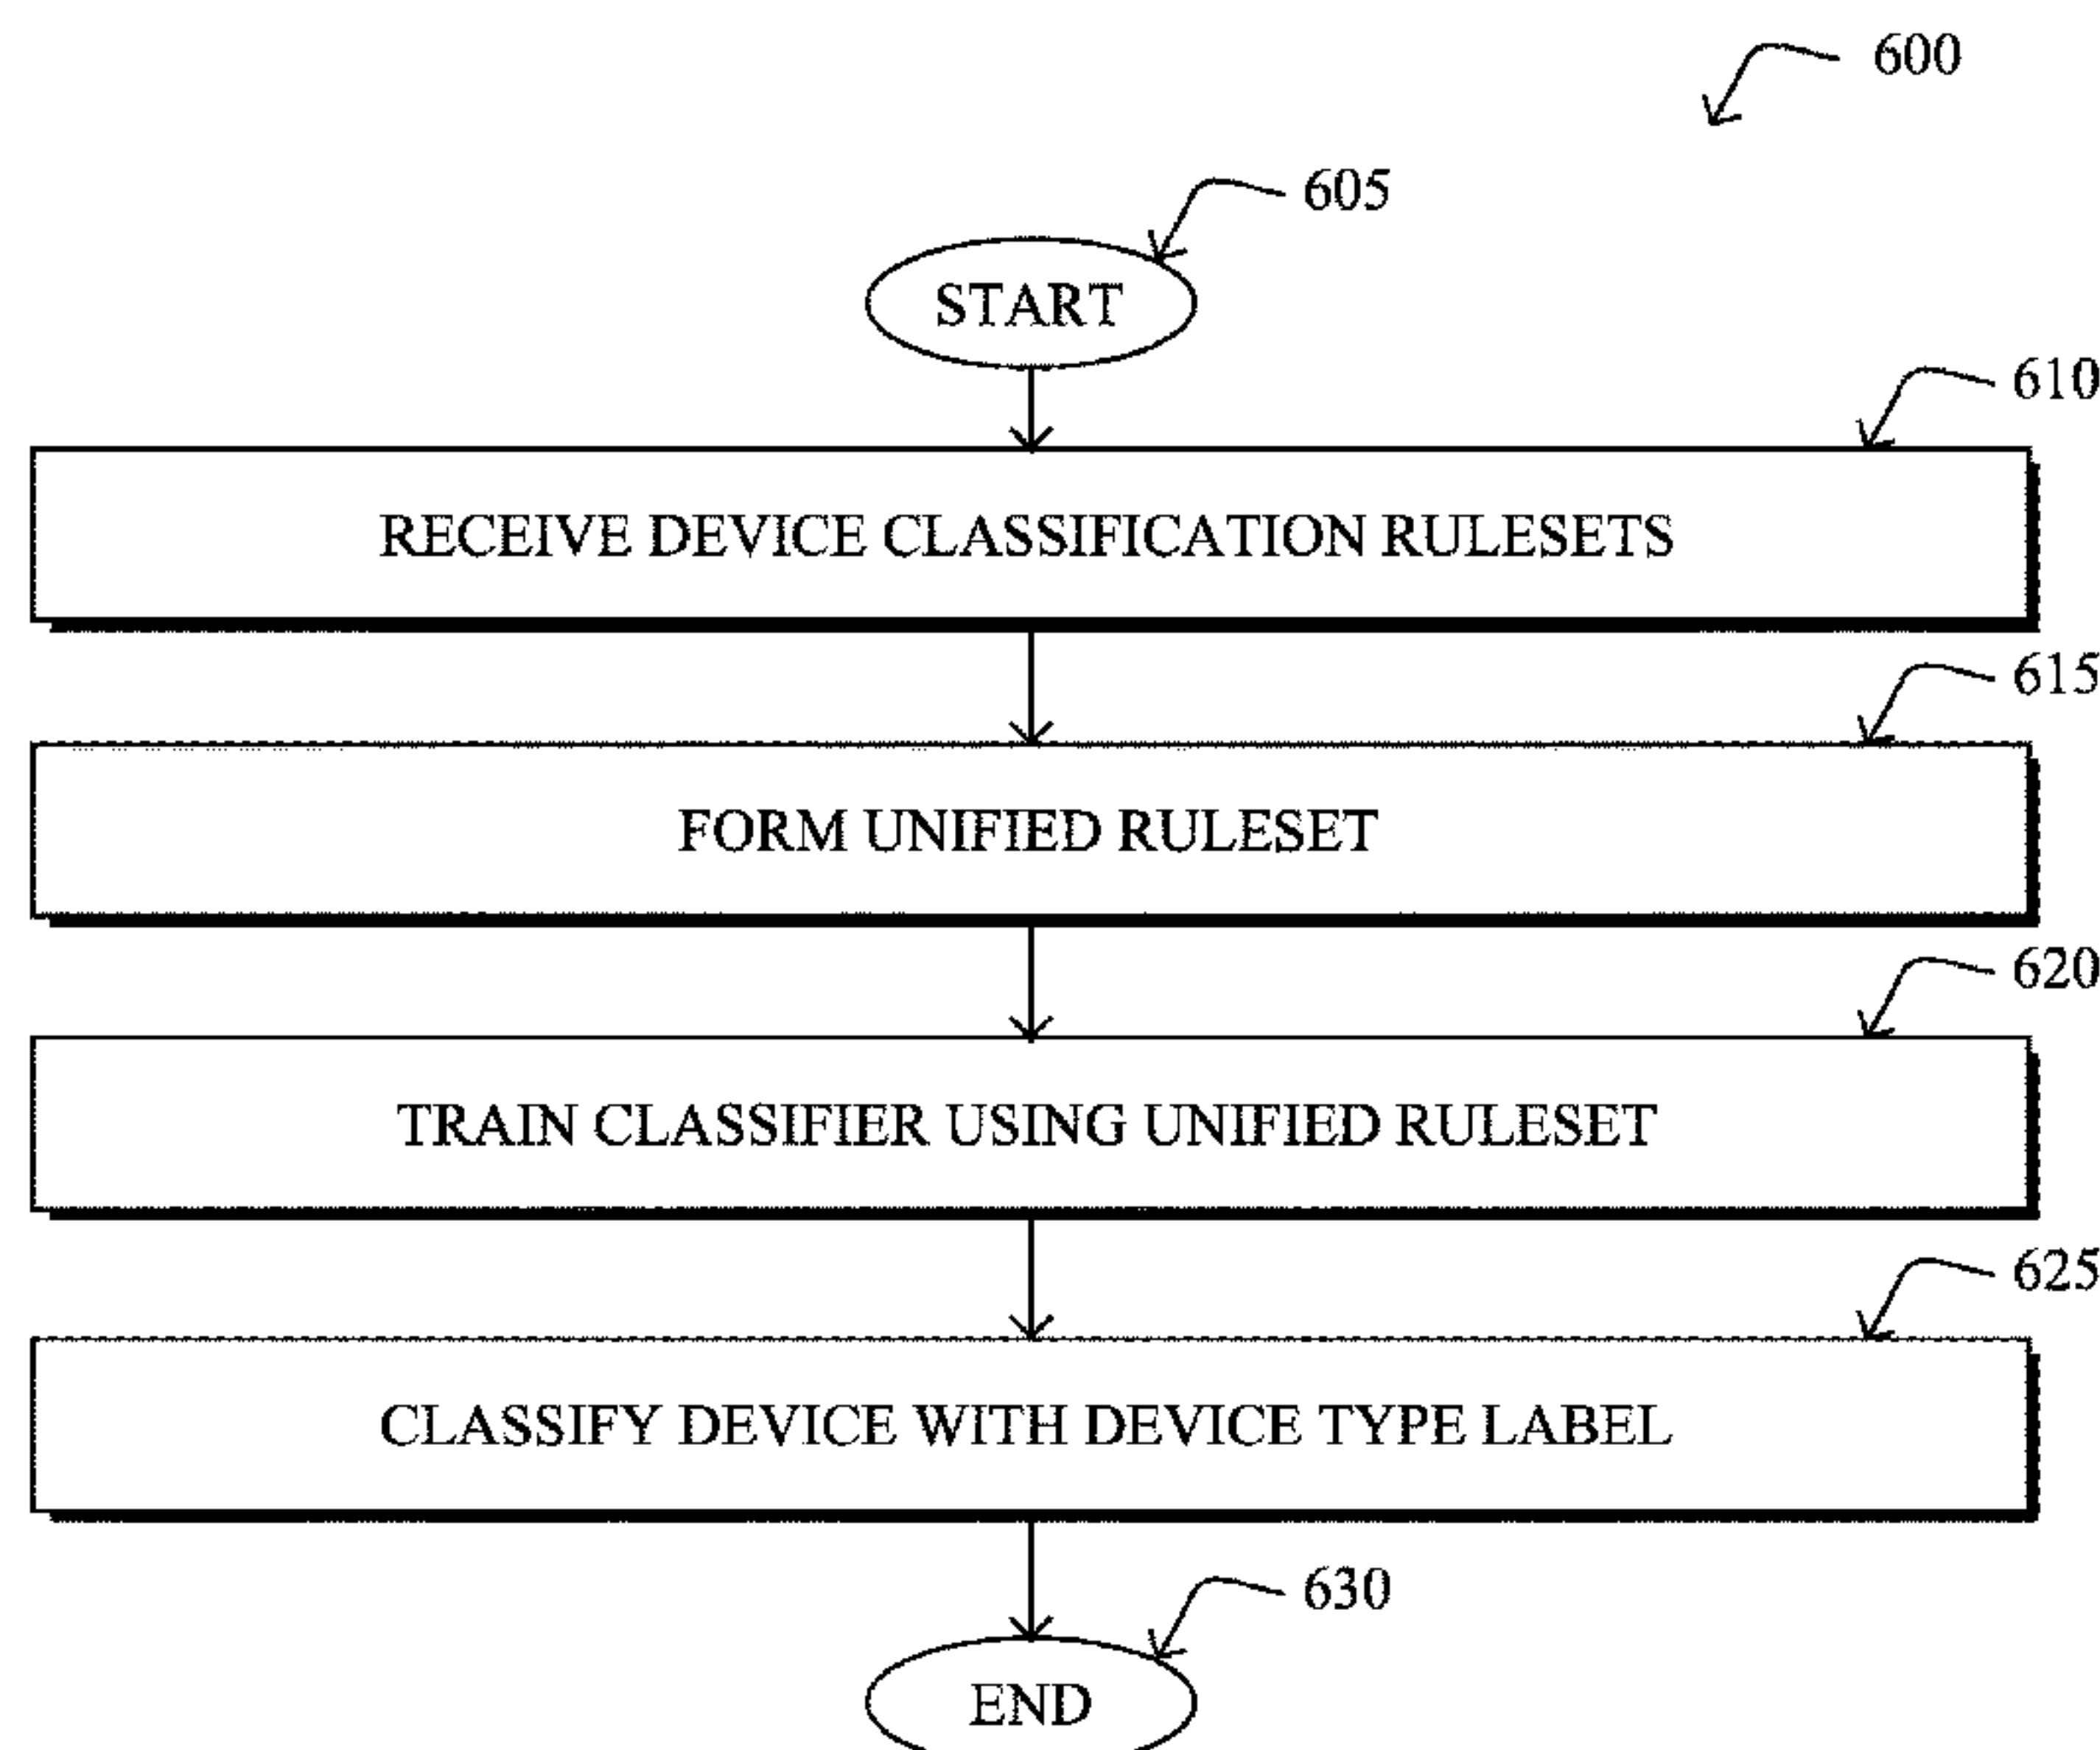 600
605
START
610
RECEIVE DEVICE CLASSIFICATION RULESETS
615
FORM UNIFIED RULESET
620
TRAIN CLASSIFIER USING UNIFIED RULESET
625
CLASSIFY DEVICE WITH DEVICE TYPE LABEL
630
END